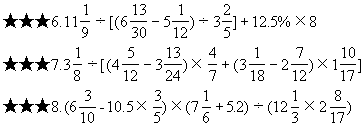 ★★★6.11 1/9 ÷ [(6 13/30 − 5 1/12) ÷ 3 2/5] + 12.5% × 8
★★★7.3 1/8 ÷ [(4 5/12 − 3 13/24) × 4/7 + (3 1/18 − 2 7/12) × 1 10/17]
★★★8.(6 3/10 -10.5 × 3/5) × (7 1/6 + 5.2) ÷ (12 1/3 × 2 8/17)